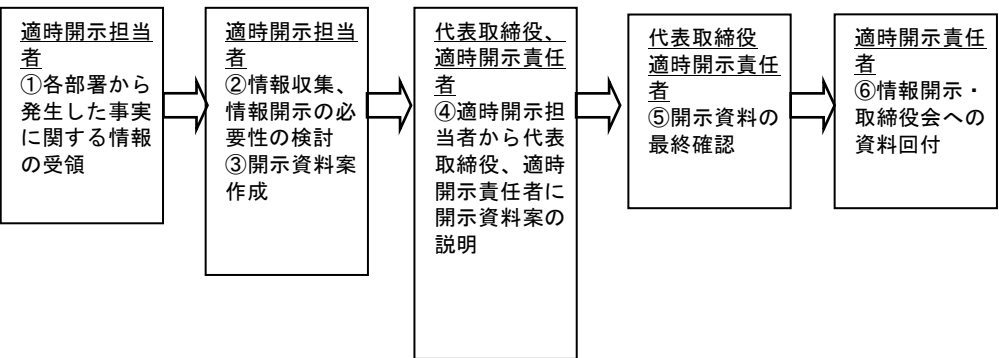 適時開示担当
者
①各部署から
発生した事実
に関する情報
の受領
適時開示担当
者
②情報収集、
情報開示の必
要性の検討
③開示資料案
作成
代表取締役、
適時開示責任
者
④適時開示担
当者から代表
取締役、適時
開示責任者に
開示資料案の
説明
代表取締役
適時開示責任
者
⑤開示資料の
最終確認
適時開示責任
者
⑥情報開示・
取締役会への
資料回付